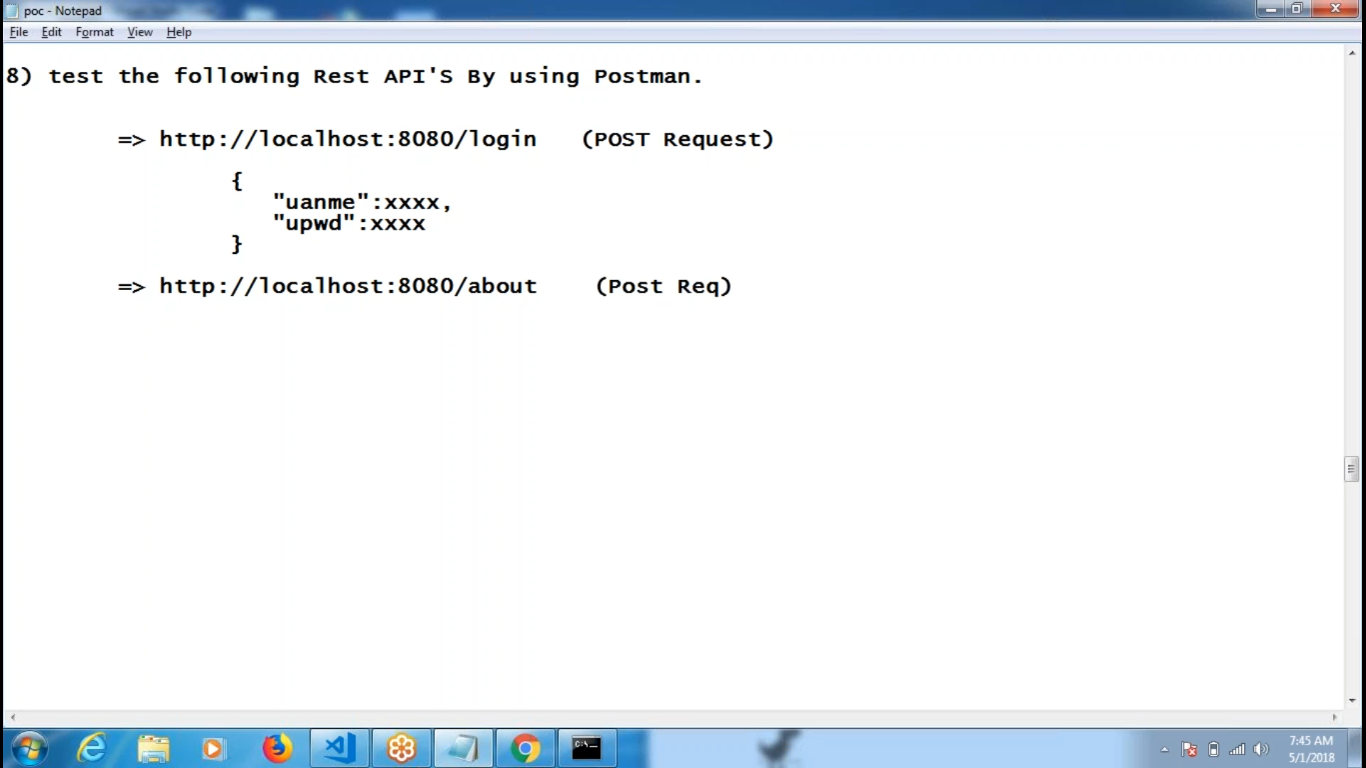 poc - Notepad
File Edit Format View Help
8) test the following Rest API'S By using Postman.
=> http://localhost:8080/login (POST Request)
{
"uanme":xxxx,
"upwd":xxxx
}
=> http://localhost:8080/about (Post Req)
C:\_
7:45 AM
5/1/2018